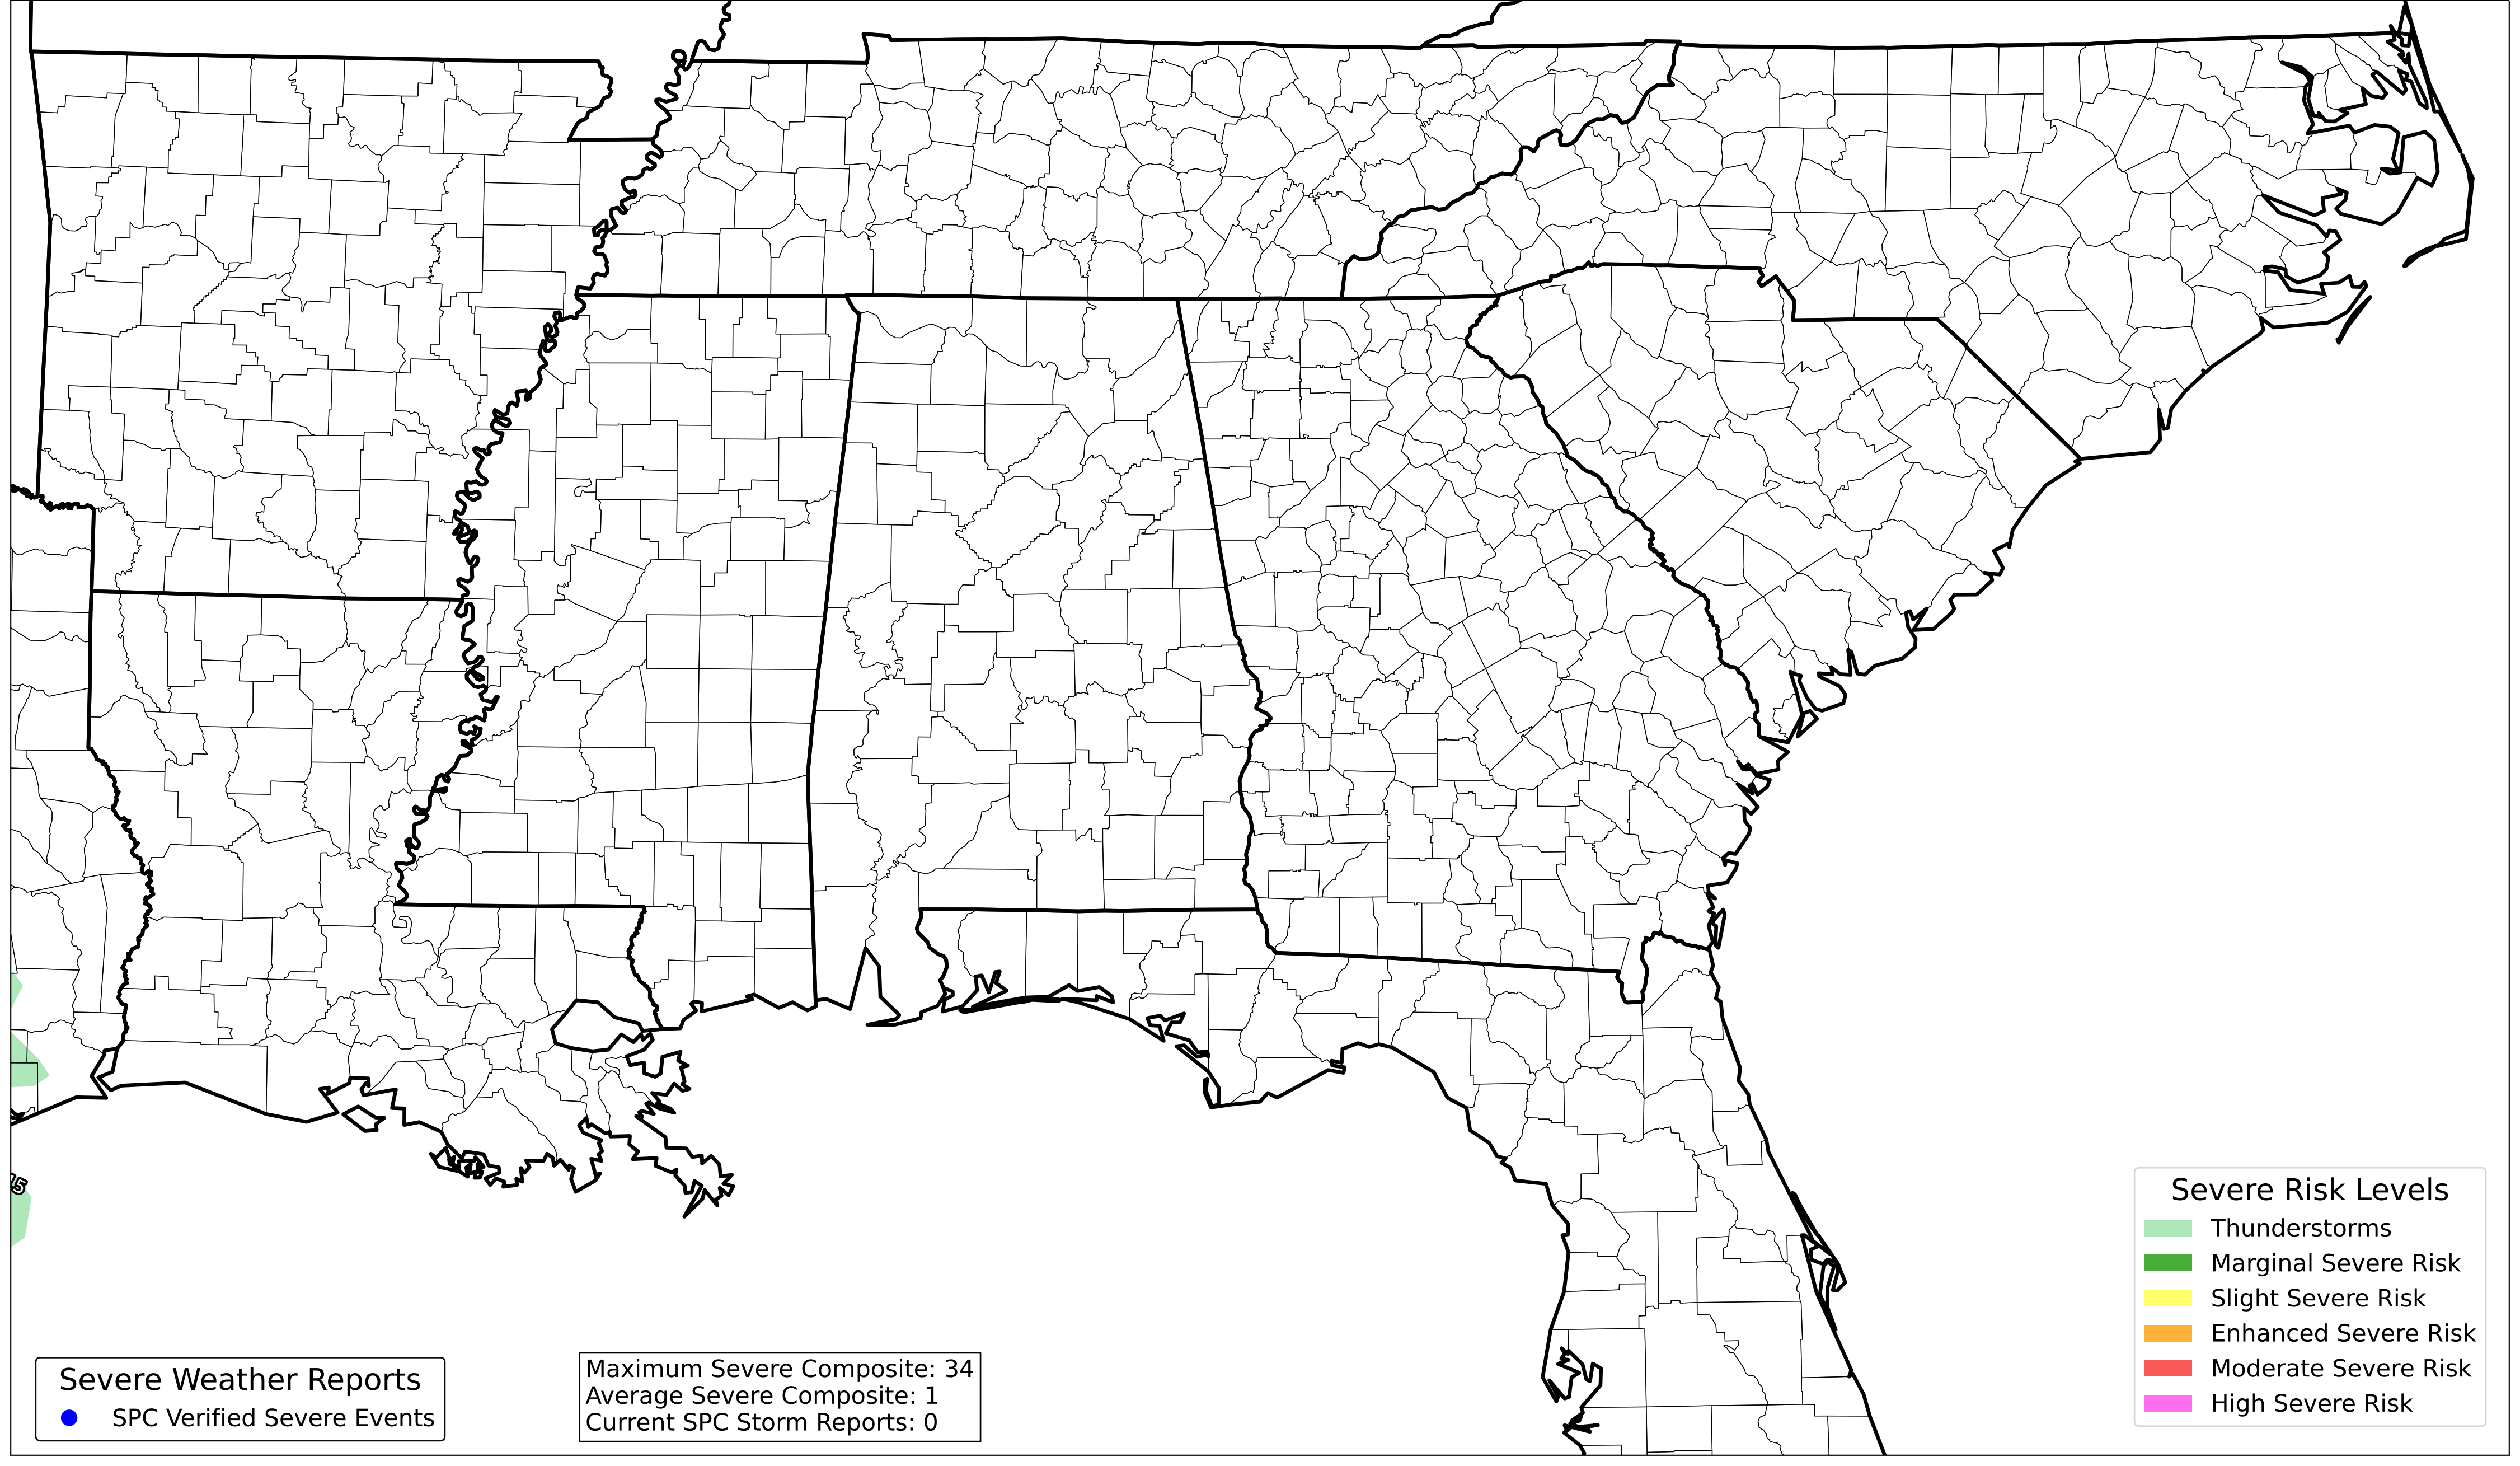 15
Severe Weather Reports
SPC Verified Severe Events
Maximum Severe Composite: 34
Average Severe Composite: 1
Current SPC Storm Reports: 0
Severe Risk Levels
Thunderstorms
Marginal Severe Risk
Slight Severe Risk
Enhanced Severe Risk
Moderate Severe Risk
High Severe Risk